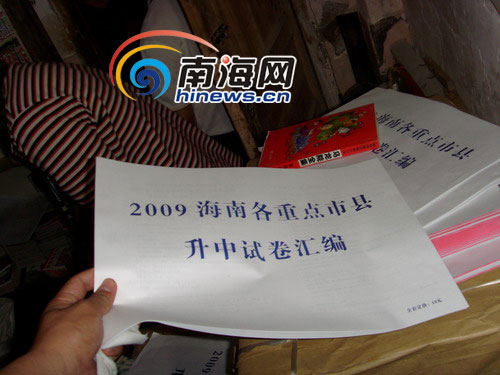 南海网
hinews.cn
2009 海南各重点市县
升中试卷汇编
海南各重点市县
卷汇编
2009